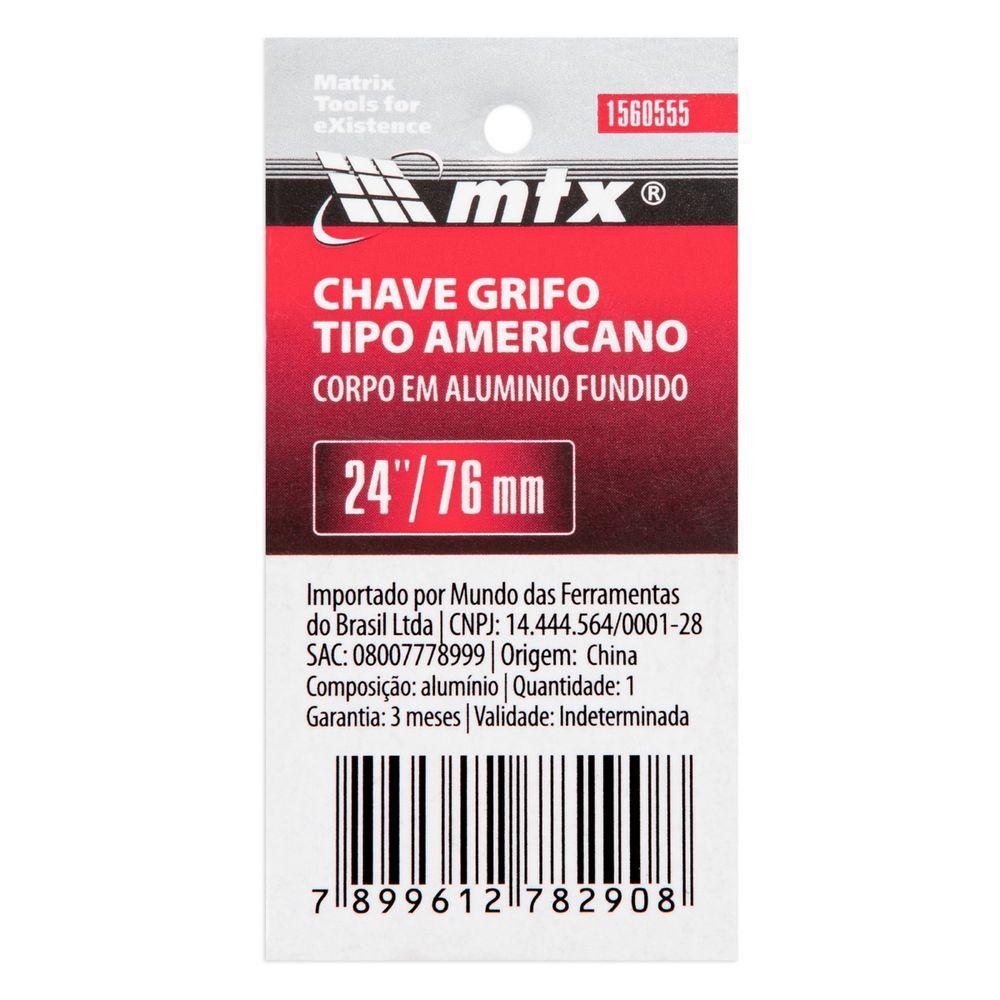 Matrix
Tools for
eXistence
1560555
mtx®
CHAVE GRIFO
TIPO AMERICANO
CORPO EM ALUMINIO FUNDIDO
24"/76 mm
Importado por Mundo das Ferramentas
do Brasil Ltda | CNPJ: 14.444.564/0001-28
SAC: 08007778999 | Origem: China
Composição: alumínio | Quantidade: 1
Garantia: 3 meses | Validade: Indeterminada
7 899612 782908